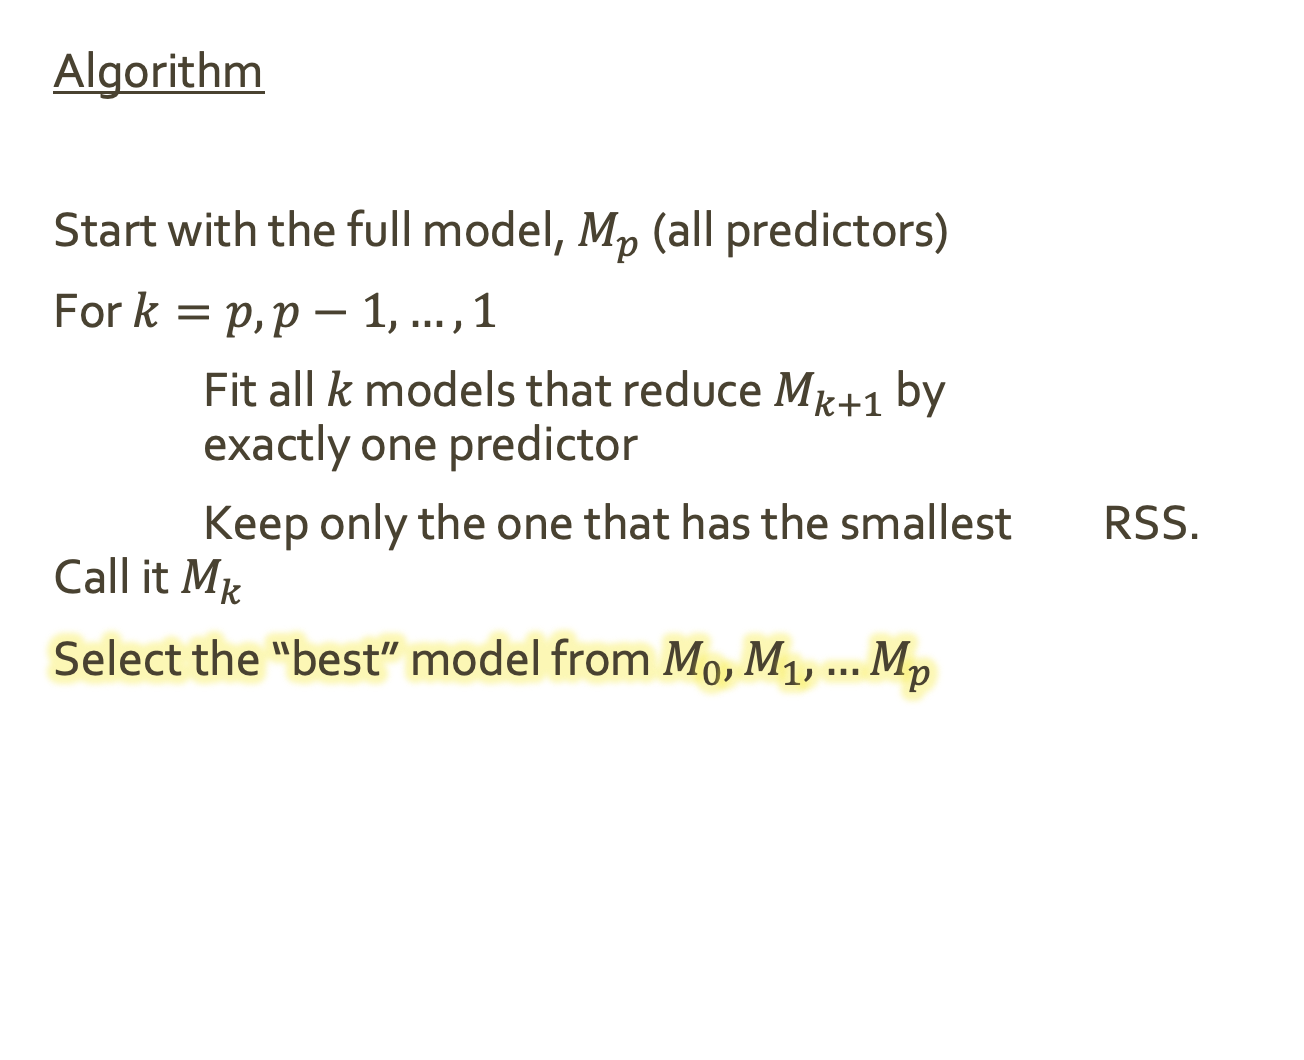 Algorithm
Start with the full model, M_p (all predictors)
For k = p, p − 1, … , 1
Fit all k models that reduce M_{k+1} by
exactly one predictor
Keep only the one that has the smallest RSS.
Call it M_k
Select the “best” model from M_0, M_1, … M_p